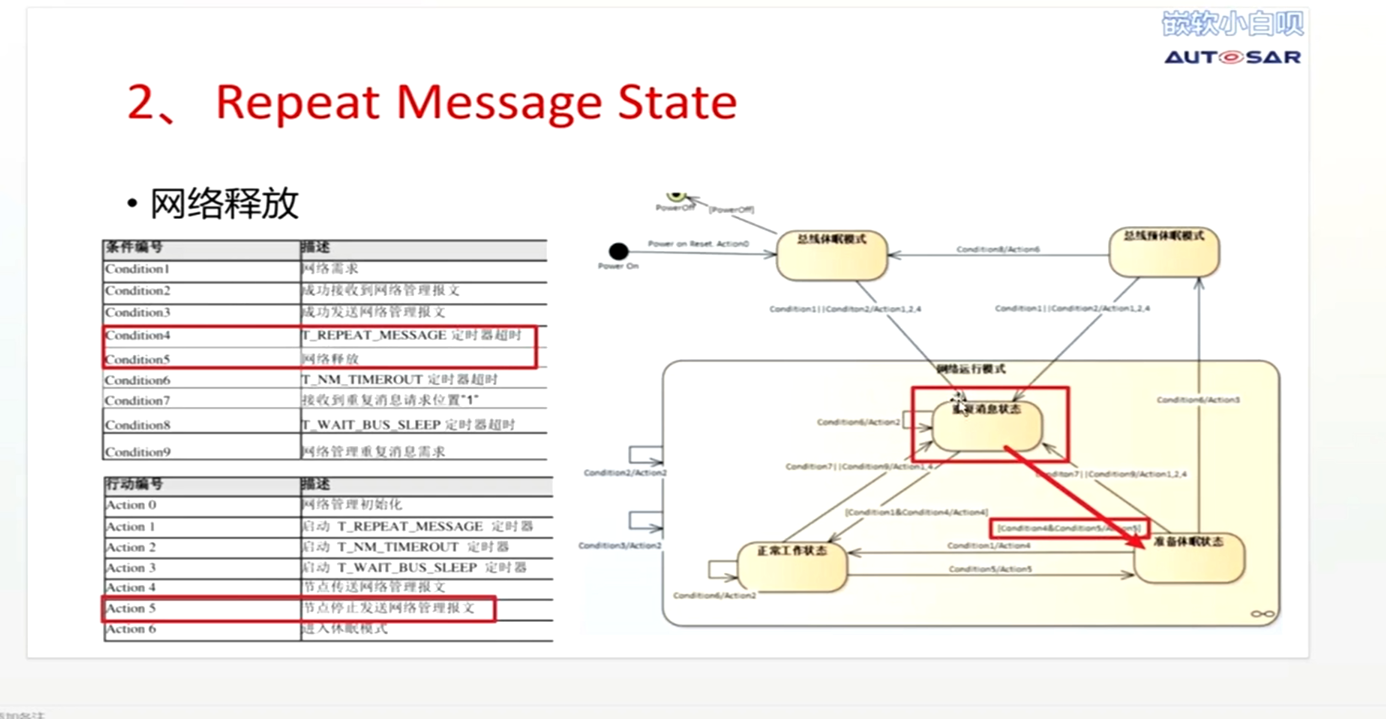 嵌软小白呗
AUTOSAR
2、 Repeat Message State
• 网络释放
条件编号 描述
Condition1 网络需求
Condition2 成功接收到网络管理报文
Condition3 成功发送网络管理报文
Condition4 T_REPEAT_MESSAGE 定时器超时
Condition5 网络释放
Condition6 T_NM_TIMEROUT 定时器超时
Condition7 接收到重复消息请求位置"1"
Condition8 T_WAIT_BUS_SLEEP 定时器超时
Condition9 网络管理重复消息需求
行动编号 描述
Action 0 网络管理初始化
Action 1 启动 T_REPEAT_MESSAGE 定时器
Action 2 启动 T_NM_TIMEROUT 定时器
Action 3 启动 T_WAIT_BUS_SLEEP 定时器
Action 4 节点传送网络管理报文
Action 5 节点停止发送网络管理报文
Action 6 进入休眠模式
PowerOff
[PowerOff]
Power on Reset. Action0
Power On
总线休眠模式
Condition8/Action6
总线预休眠模式
Condition1||Conditon2/Action1,2,4
Condition1||Condition2/Action1,2,4
网络运行模式
Condition6/Action3
重复消息状态
Condition6/Action2
Condition7||Condition9/Action1,4
Conditon7||Condition9/Action1,2,4
Condition2/Action2
[Condition1&Condition4/Action4]
[Condition4&Condition5/Action5]
Condition3/Action2
正常工作状态
Condition1/Action4
准备休眠状态
Condition5/Action5
Condition6/Action2